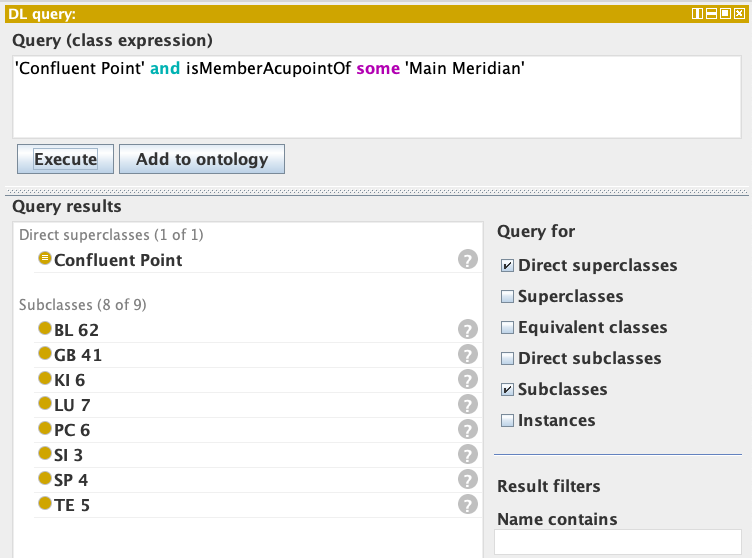 DL query:
Query (class expression)
'Confluent Point' and isMemberAcupointOf some 'Main Meridian'
Execute
Add to ontology
Query results
Direct superclasses (1 of 1)
Confluent Point
?
Subclasses (8 of 9)
BL 62
?
GB 41
?
KI 6
?
LU 7
?
PC 6
?
SI 3
?
SP 4
?
TE 5
?
Query for
Direct superclasses
Superclasses
Equivalent classes
Direct subclasses
Subclasses
Instances
Result filters
Name contains